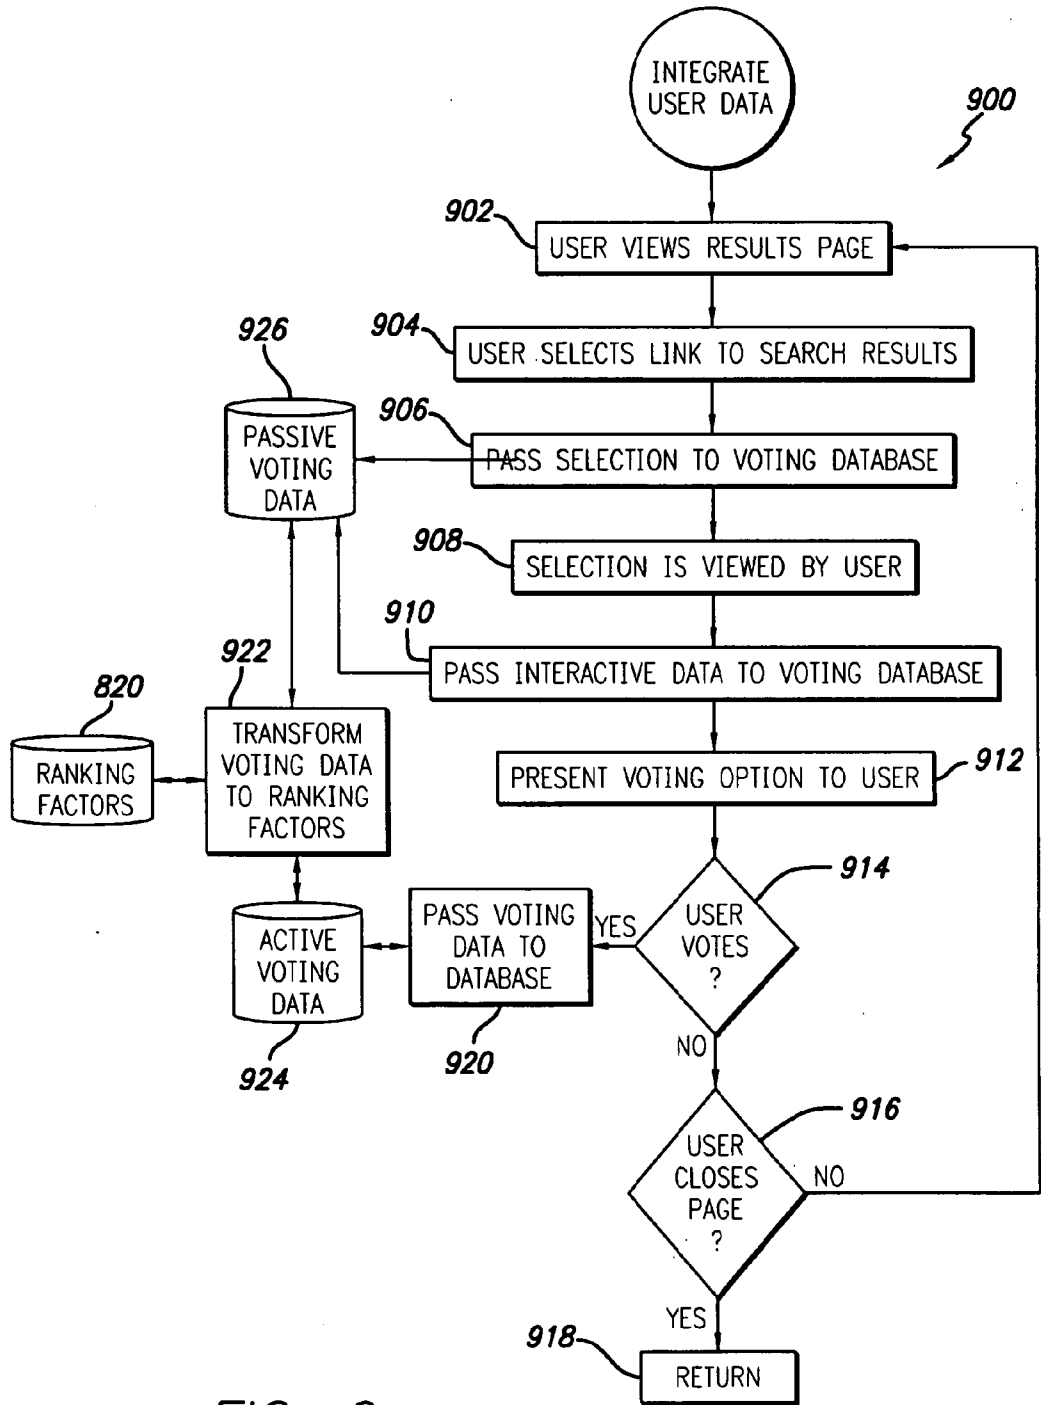 INTEGRATE
USER DATA
900
902
USER VIEWS RESULTS PAGE
904
USER SELECTS LINK TO SEARCH RESULTS
926
PASSIVE
VOTING
DATA
906
PASS SELECTION TO VOTING DATABASE
908
SELECTION IS VIEWED BY USER
910
PASS INTERACTIVE DATA TO VOTING DATABASE
922
TRANSFORM
VOTING DATA
TO RANKING
FACTORS
820
RANKING
FACTORS
PRESENT VOTING OPTION TO USER
912
914
USER
VOTES
?
YES
PASS VOTING
DATA TO
DATABASE
920
ACTIVE
VOTING
DATA
924
NO
916
USER
CLOSES
PAGE
?
NO
YES
918
RETURN